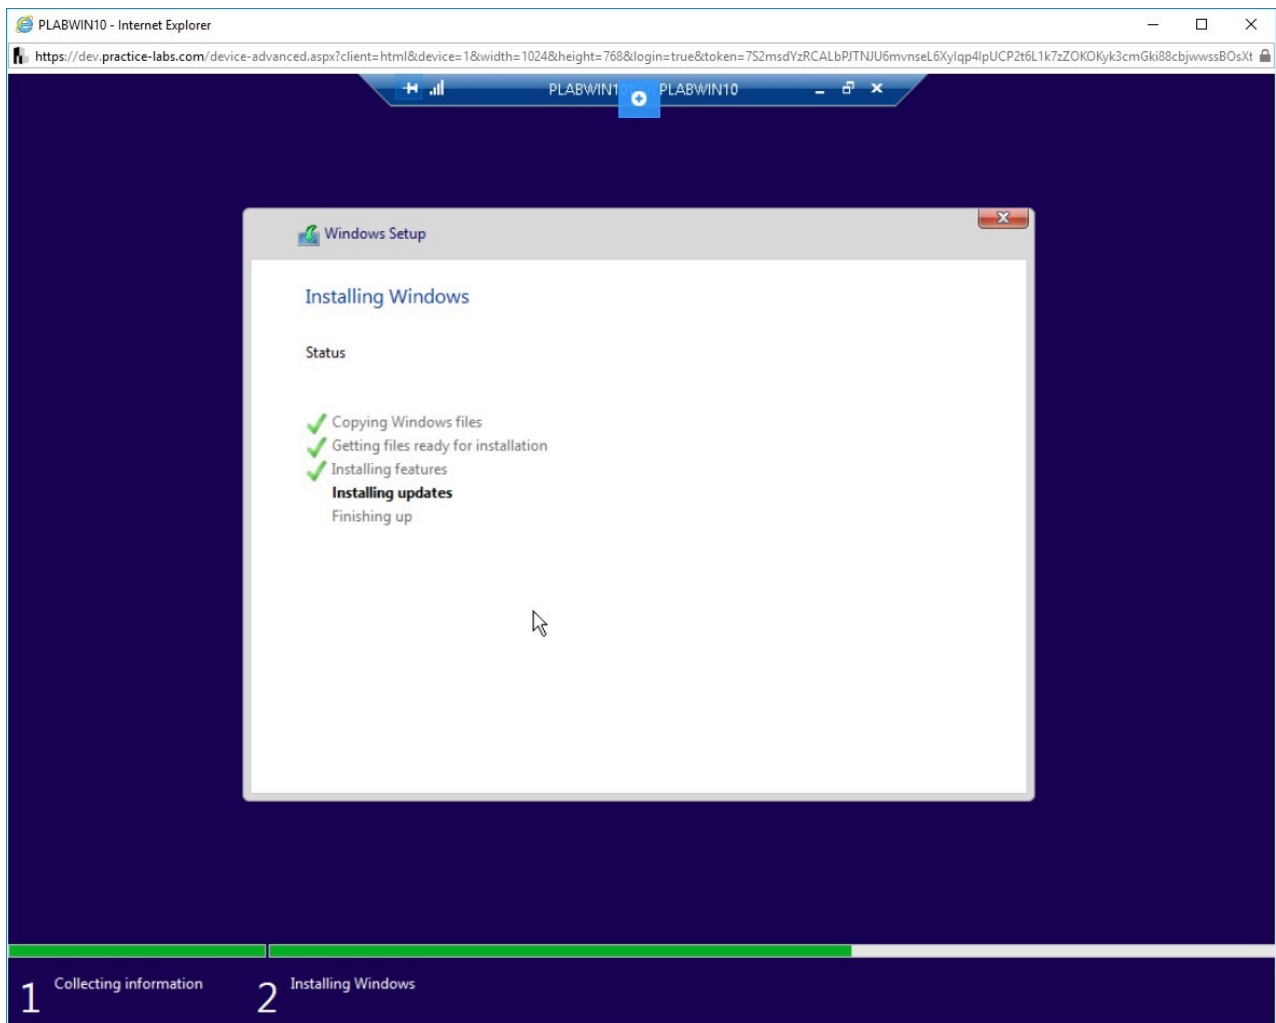 PLABWIN10 - Internet Explorer
https://dev.practice-labs.com/device-advanced.aspx?client=html&device=1&width=1024&height=768&login=true&token=
PLABWIN10 PLABWIN10
Windows Setup
Installing Windows
Status
Copying Windows files
Getting files ready for installation
Installing features
Installing updates
Finishing up
1 Collecting information 2 Installing Windows